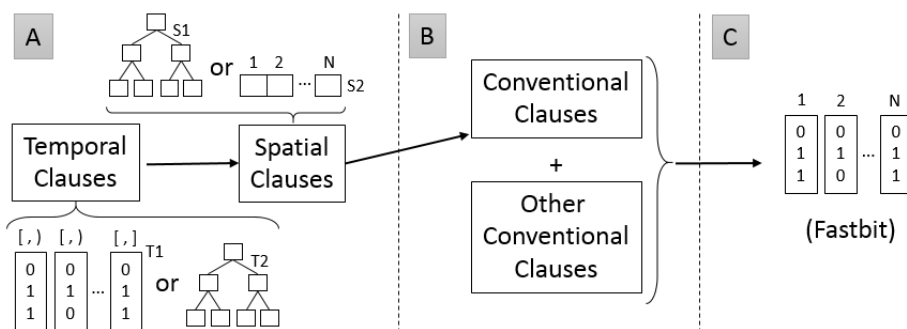 A
S1
or
1 2 N
...
S2
Temporal
Clauses
Spatial
Clauses
[,) [,) [,]
T1
0 0 0
1 1 ... 1
1 0 1
or
T2
B
Conventional
Clauses
+
Other
Conventional
Clauses
C
1 2 N
0 0 0
1 1 ... 1
1 0 1
(Fastbit)